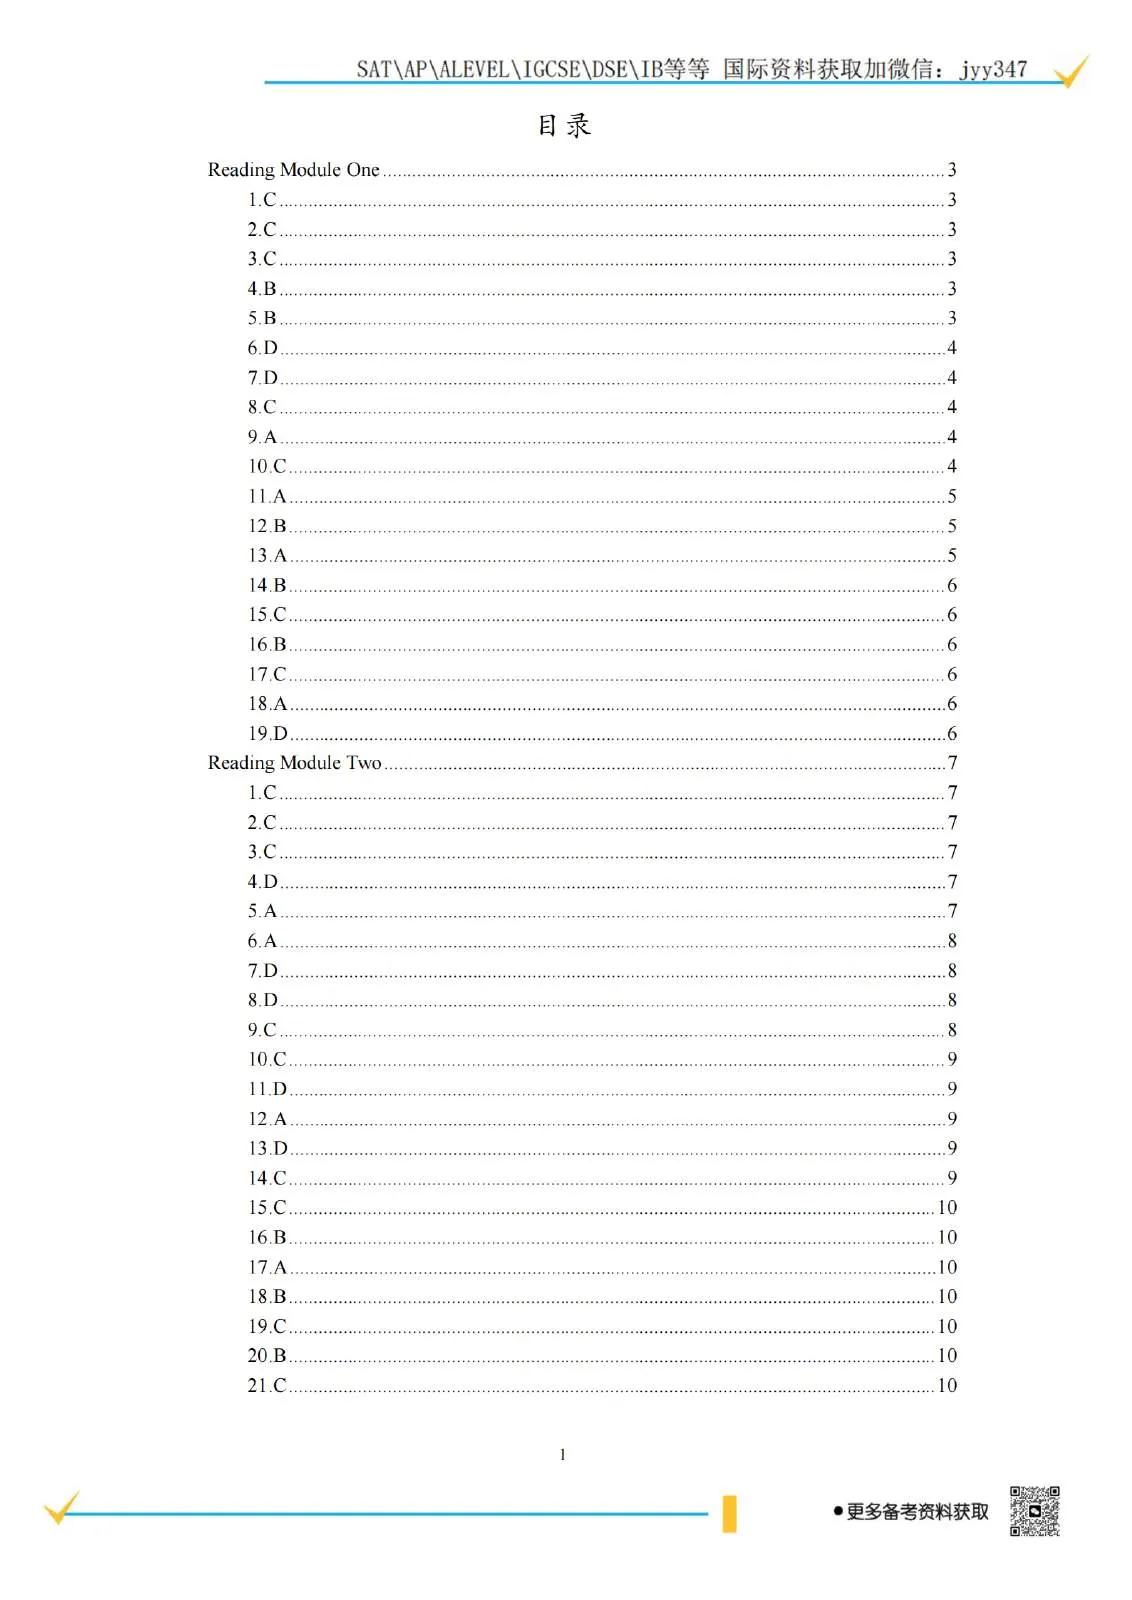 SAT\AP\ALEVEL\IGCSE\DSE\IB等等 国际资料获取加微信：jyy347
目录
Reading Module One........3
1.C........3
2.C........3
3.C........3
4.B........3
5.B........3
6.D........4
7.D........4
8.C........4
9.A........4
10.C........4
11.A........5
12.B........5
13.A........5
14.B........6
15.C........6
16.B........6
17.C........6
18.A........6
19.D........6
Reading Module Two........7
1.C........7
2.C........7
3.C........7
4.D........7
5.A........7
6.A........8
7.D........8
8.D........8
9.C........8
10.C........9
11.D........9
12.A........9
13.D........9
14.C........9
15.C........10
16.B........10
17.A........10
18.B........10
19.C........10
20.B........10
21.C........10
1
●更多备考资料获取